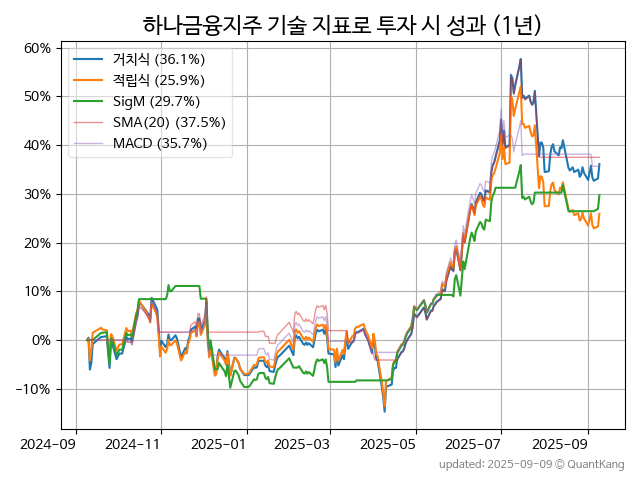 하나금융지주 기술 지표로 투자 시 성과 (1년)
60%
50%
40%
30%
20%
10%
0%
−10%
거치식 (36.1%)
적립식 (25.9%)
SigM (29.7%)
SMA(20) (37.5%)
MACD (35.7%)
2024-09
2024-11
2025-01
2025-03
2025-05
2025-07
2025-09
updated: 2025-09-09 © QuantKang